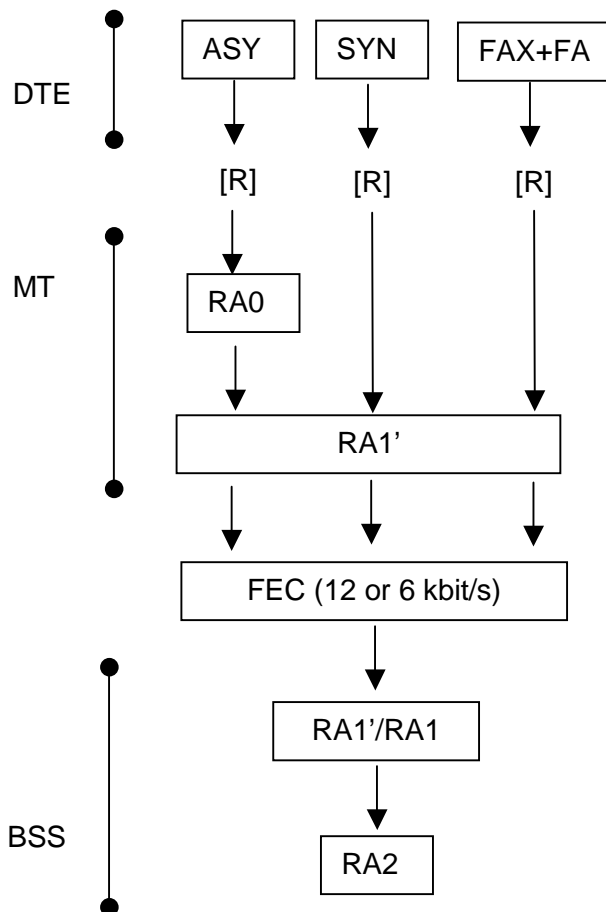 ASY SYN FAX+FA
DTE
[R] [R] [R]
MT
RA0
RA1’
FEC (12 or 6 kbit/s)
RA1’/RA1
BSS
RA2